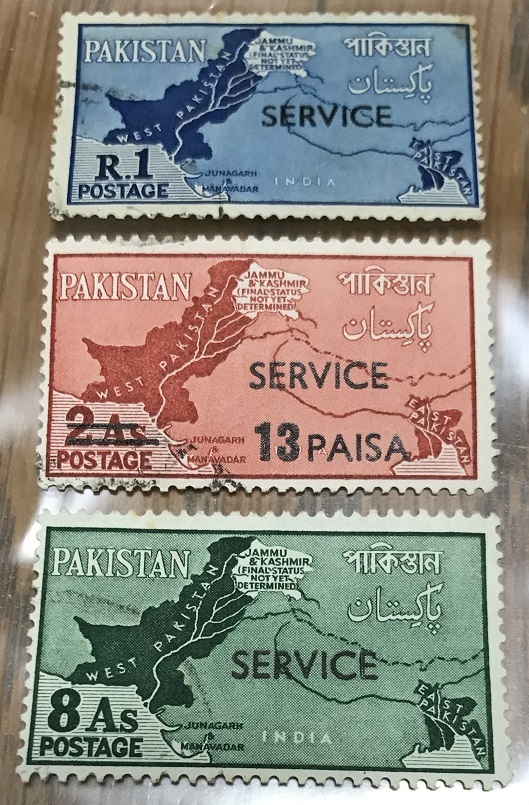 PAKISTAN
JAMMU
& KASHMIR
(FINAL STATUS
NOT YET
DETERMINED)
পাকিস্তান
پاکستان
WEST PAKISTAN
SERVICE
EAST
PAKISTAN
R.1
POSTAGE
JUNAGARH
&
MANAVADAR
INDIA
PAKISTAN
JAMMU
& KASHMIR
(FINAL STATUS
NOT YET
DETERMINED)
পাকিস্তান
پاکستان
WEST PAKISTAN
SERVICE
EAST
PAKISTAN
2 As
POSTAGE
JUNAGARH
&
MANAVADAR
13 PAISA
PAKISTAN
JAMMU
& KASHMIR
(FINAL STATUS
NOT YET
DETERMINED)
পাকিস্তান
پاکستان
WEST PAKISTAN
SERVICE
EAST
PAKISTAN
8 As
POSTAGE
JUNAGARH
&
MANAVADAR
INDIA